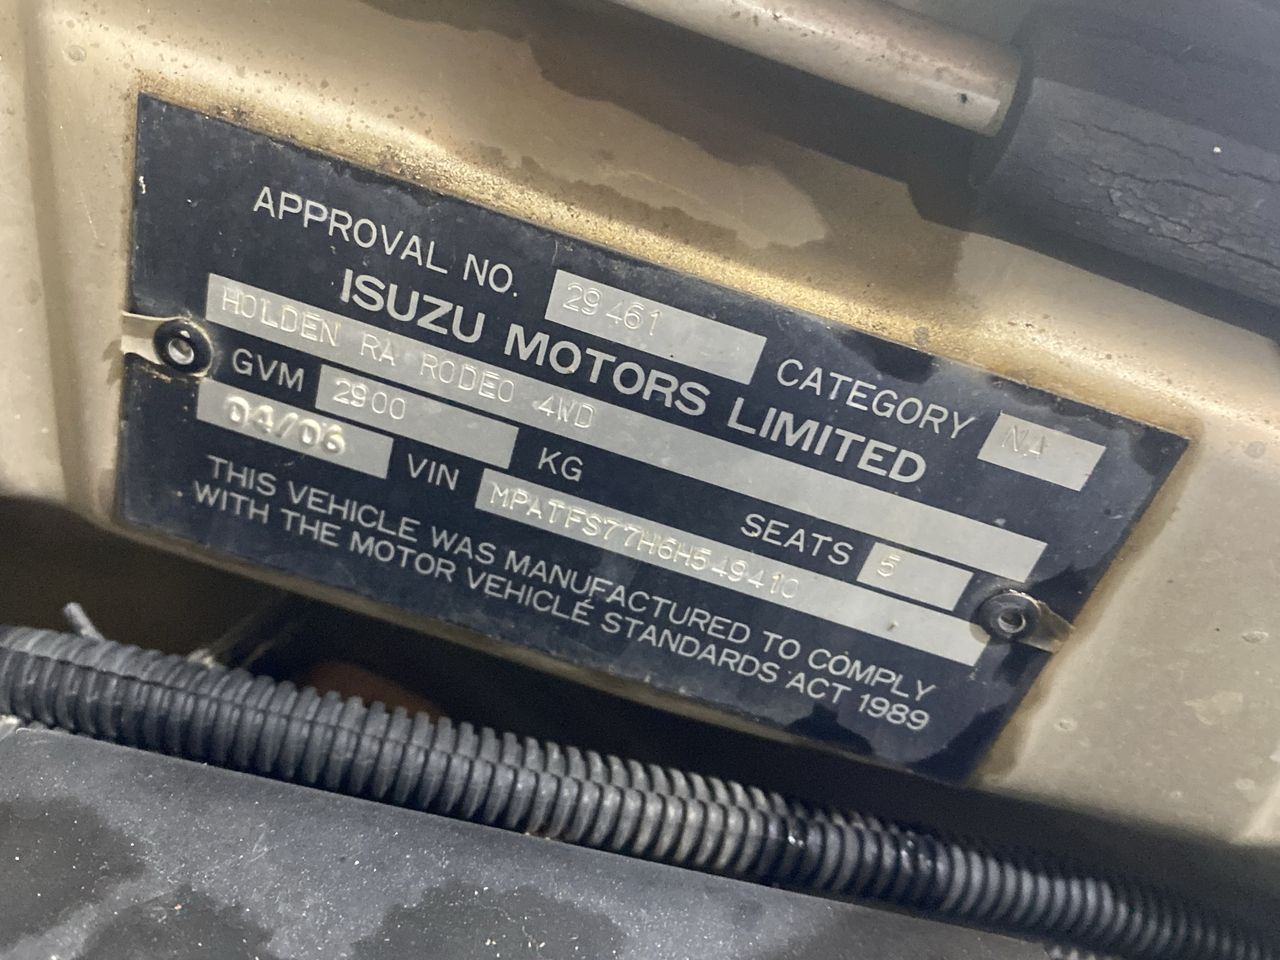 APPROVAL NO. 29461 CATEGORY NA
ISUZU MOTORS LIMITED
HOLDEN RA RODEO 4WD
GVM 2900 KG SEATS 5
04/06 VIN MPATFS77H6H549410
THIS VEHICLE WAS MANUFACTURED TO COMPLY
WITH THE MOTOR VEHICLE STANDARDS ACT 1989